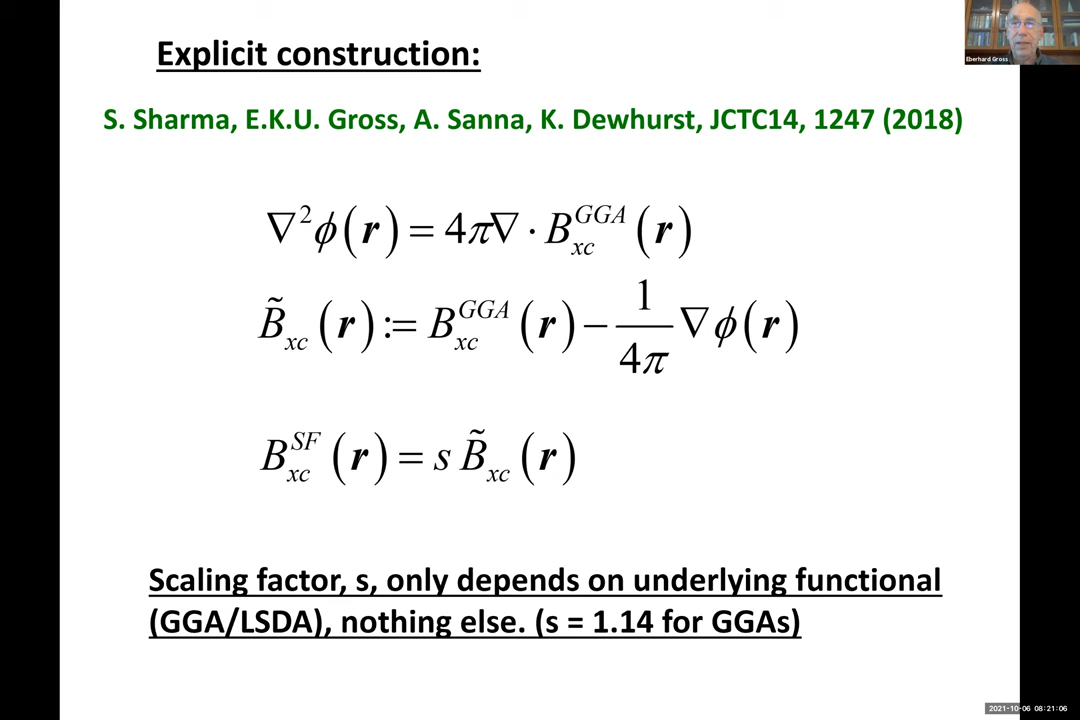 Explicit construction:
Eberhard Gross
S. Sharma, E.K.U. Gross, A. Sanna, K. Dewhurst, JCTC14, 1247 (2018)
∇²ϕ(r) = 4π∇ · B_xc^GGA (r)
B̃_xc (r) := B_xc^GGA (r) − 1/4π ∇ϕ(r)
B_xc^SF (r) = s B̃_xc (r)
Scaling factor, s, only depends on underlying functional
(GGA/LSDA), nothing else. (s = 1.14 for GGAs)
2021-10-06 08:21:06